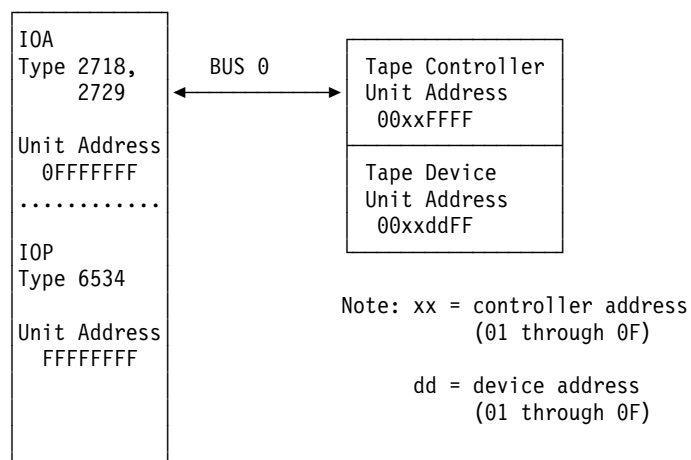 IOA
Type 2718,
2729
Unit Address
0FFFFFFF
............
IOP
Type 6534
Unit Address
FFFFFFFF
BUS 0
Tape Controller
Unit Address
00xxFFFF
Tape Device
Unit Address
00xxddFF
Note: xx = controller address
(01 through 0F)
dd = device address
(01 through 0F)